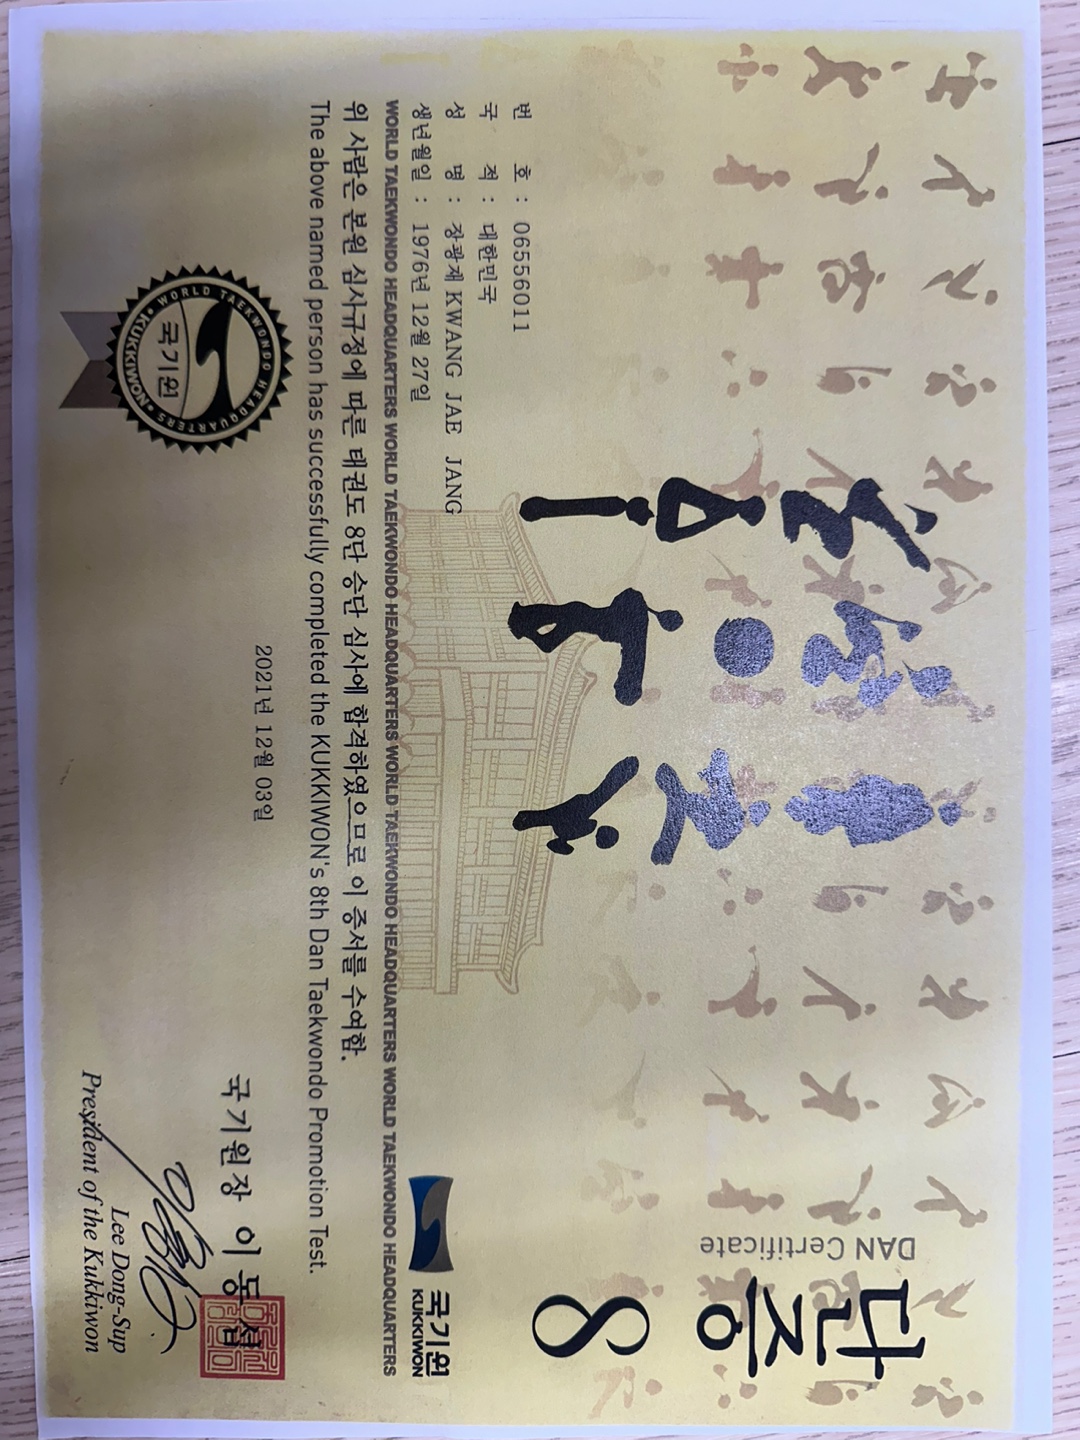 단증
DAN Certificate
8
번 호 : 06556011
국 적 : 대한민국
성 명 : 장광재 KWANG JAE JANG
생년월일 : 1976년 12월 27일
국기원
KUKKIWON
WORLD TAEKWONDO HEADQUARTERS WORLD TAEKWONDO HEADQUARTERS WORLD TAEKWONDO HEADQUARTERS WORLD TAEKWONDO HEADQUARTERS WORLD TAEKWONDO HEADQUARTERS
위 사람은 본원 심사규정에 따른 태권도 8단 승단 심사에 합격하였으므로 이 증서를 수여함.
The above named person has successfully completed the KUKKIWON's 8th Dan Taekwondo Promotion Test.
2021년 12월 03일
WORLD TAEKWONDO HEADQUARTERS
국기원
KUKKIWON
국기원장 이동섭
Lee Dong-Sup
President of the Kukkiwon